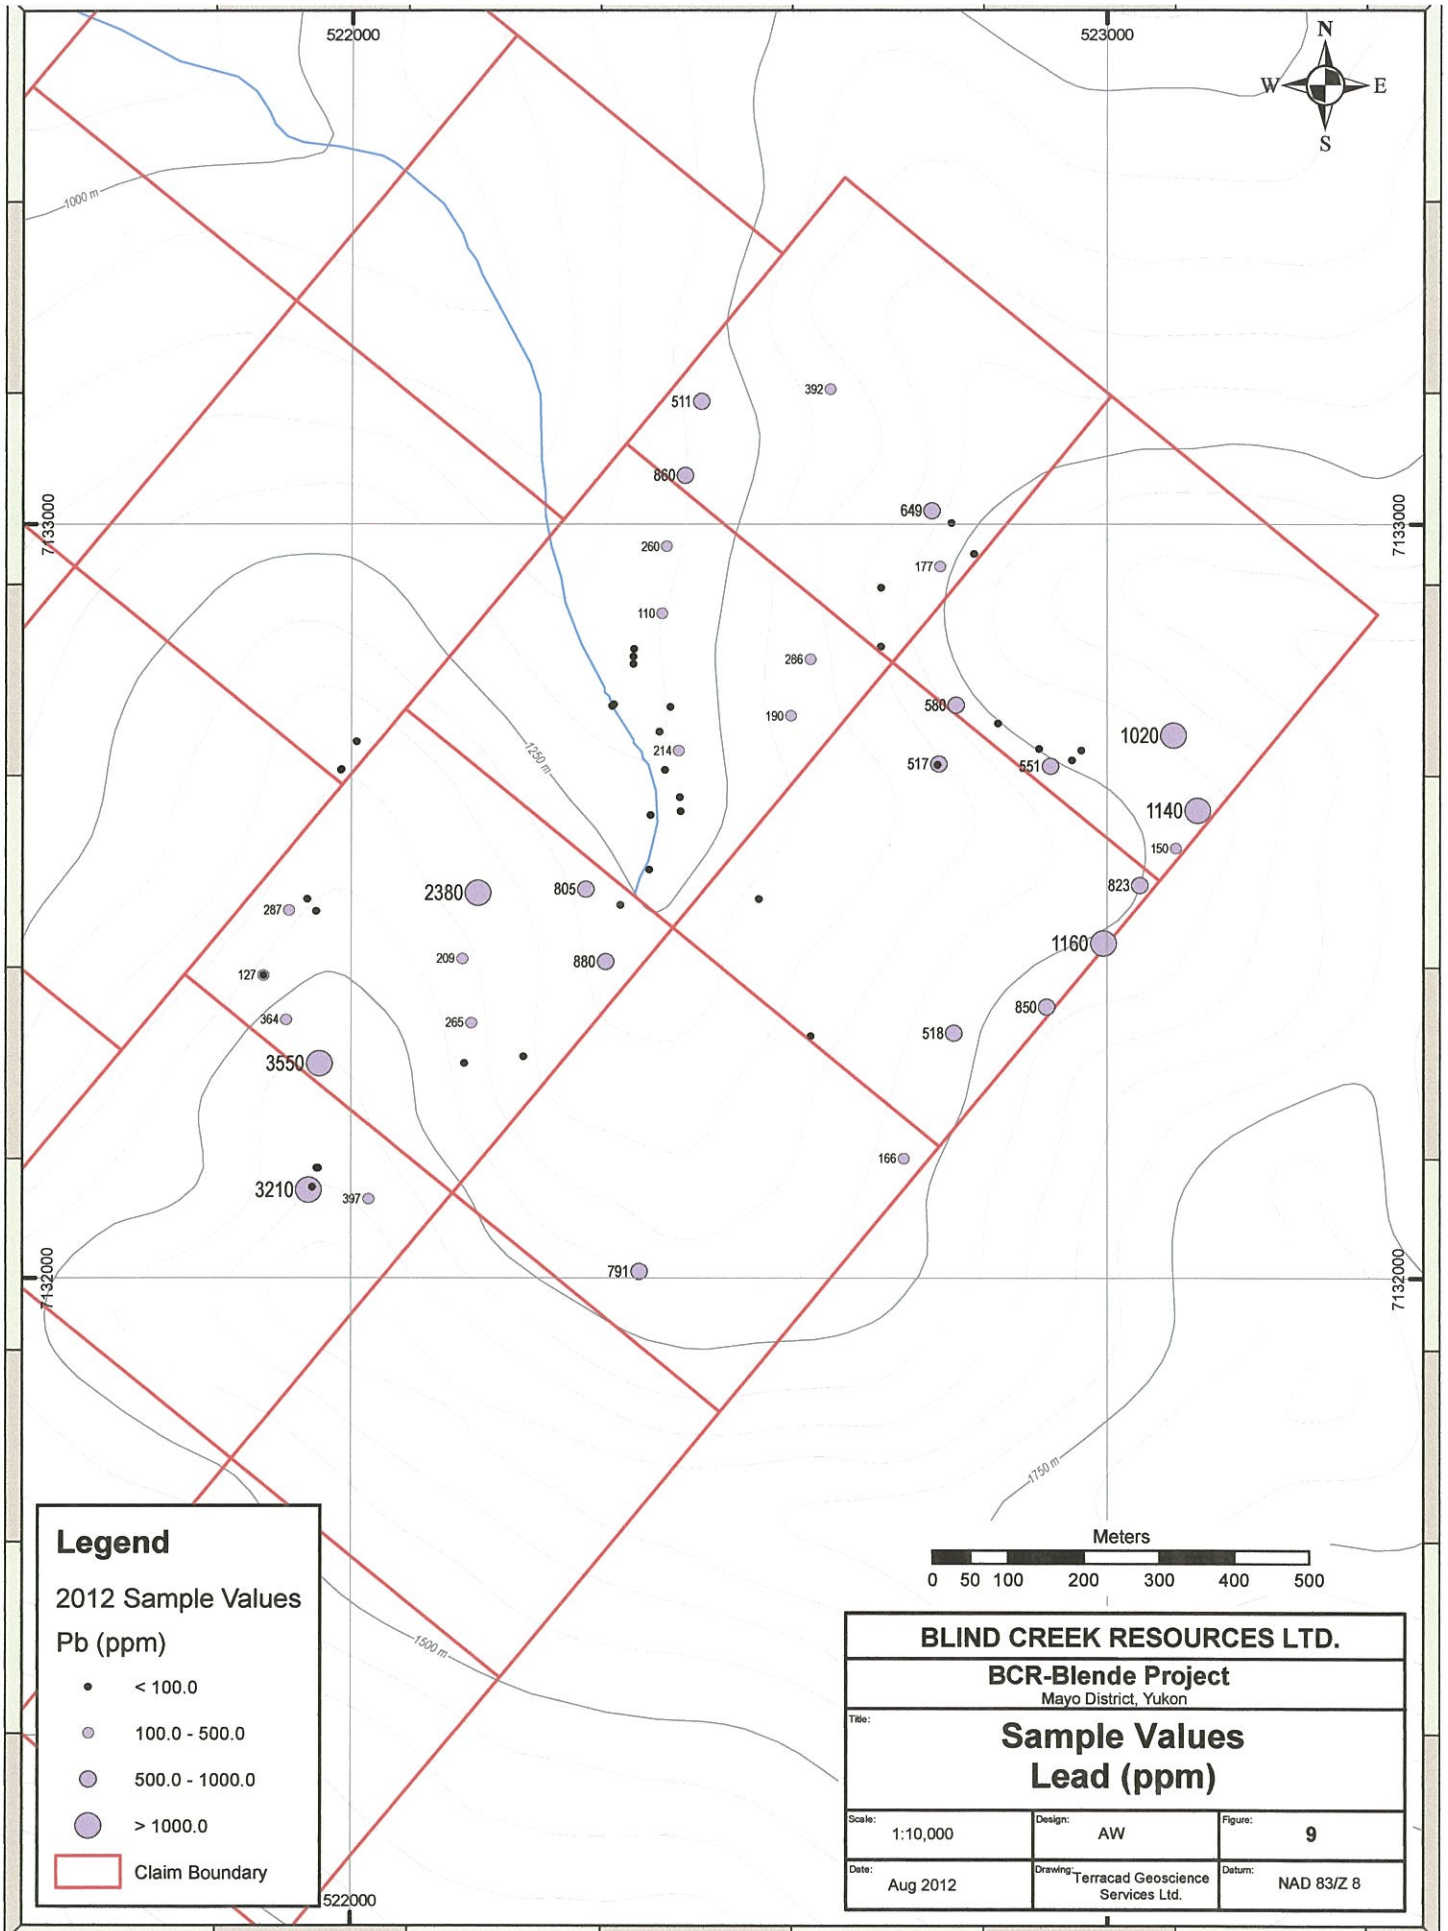 522000
523000
N
W E
S
1000 m
392
511
860
649
7133000
7133000
260
177
110
286
580
190
1020
214
517
551
1250 m
1140
150
2380
805
823
287
1160
209
880
127
850
364
265
518
3550
166
3210
397
791
7132000
7132000
1750 m
1500 m
Legend
2012 Sample Values
Pb (ppm)
< 100.0
100.0 - 500.0
500.0 - 1000.0
> 1000.0
Claim Boundary
522000
Meters
0 50 100 200 300 400 500
BLIND CREEK RESOURCES LTD.
BCR-Blende Project
Mayo District, Yukon
Title:
Sample Values
Lead (ppm)
Scale: 1:10,000
Design: AW
Figure: 9
Date: Aug 2012
Drawing: Terracad Geoscience
Services Ltd.
Datum: NAD 83/Z 8